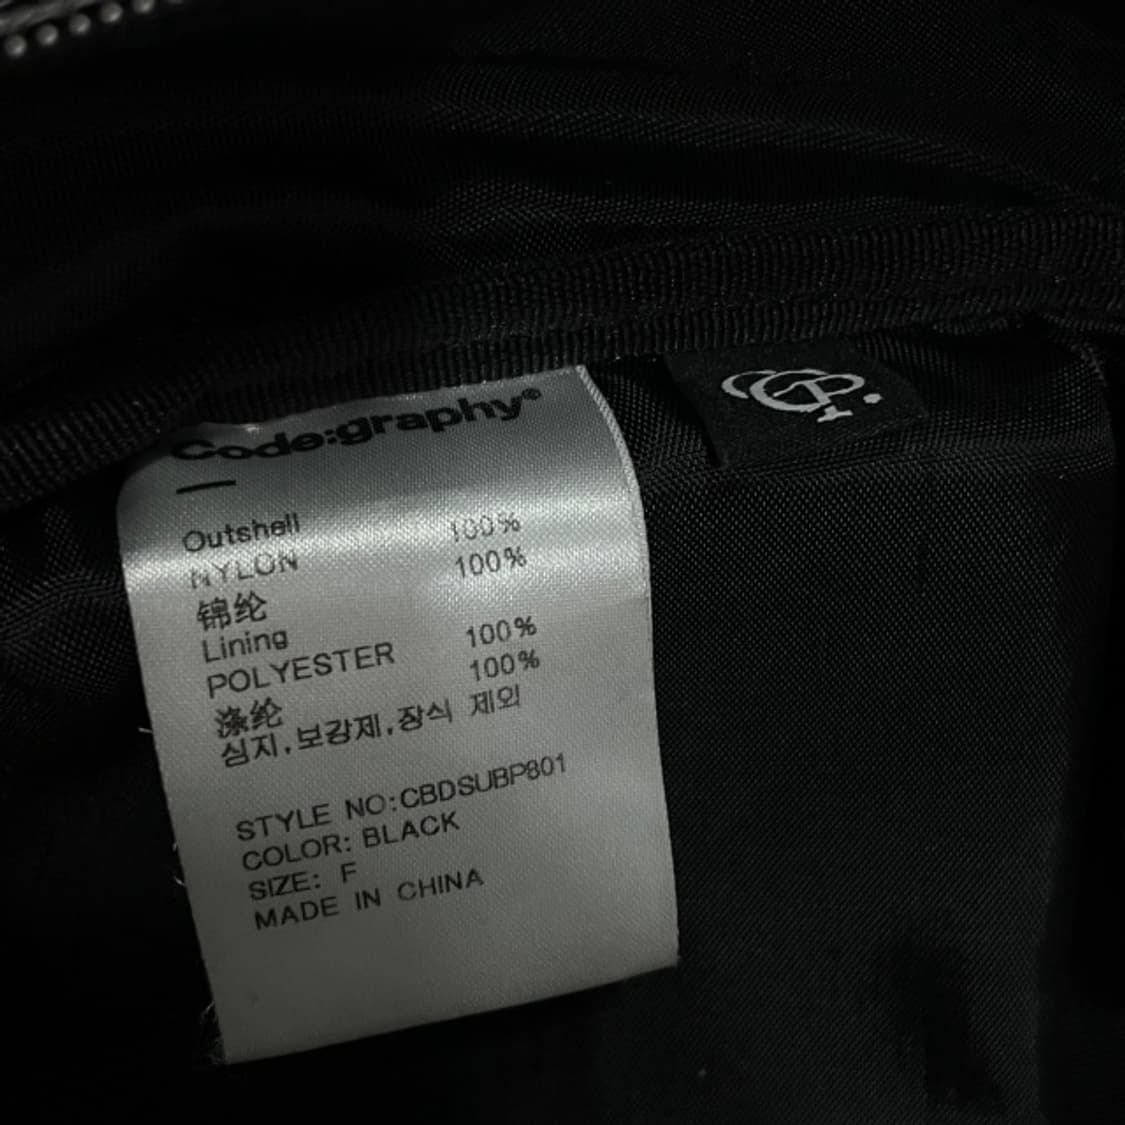 Code:graphy®
Outshell
NYLON 100%
锦纶 100%
Lining
POLYESTER 100%
涤纶 100%
심지,보강제,장식 제외
STYLE NO:CBDSUBP801
COLOR: BLACK
SIZE: F
MADE IN CHINA